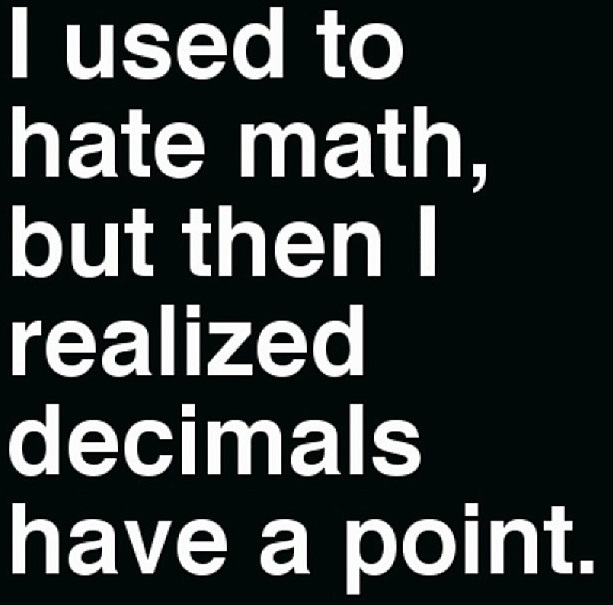 I used to
hate math,
but then I
realized
decimals
have a point.